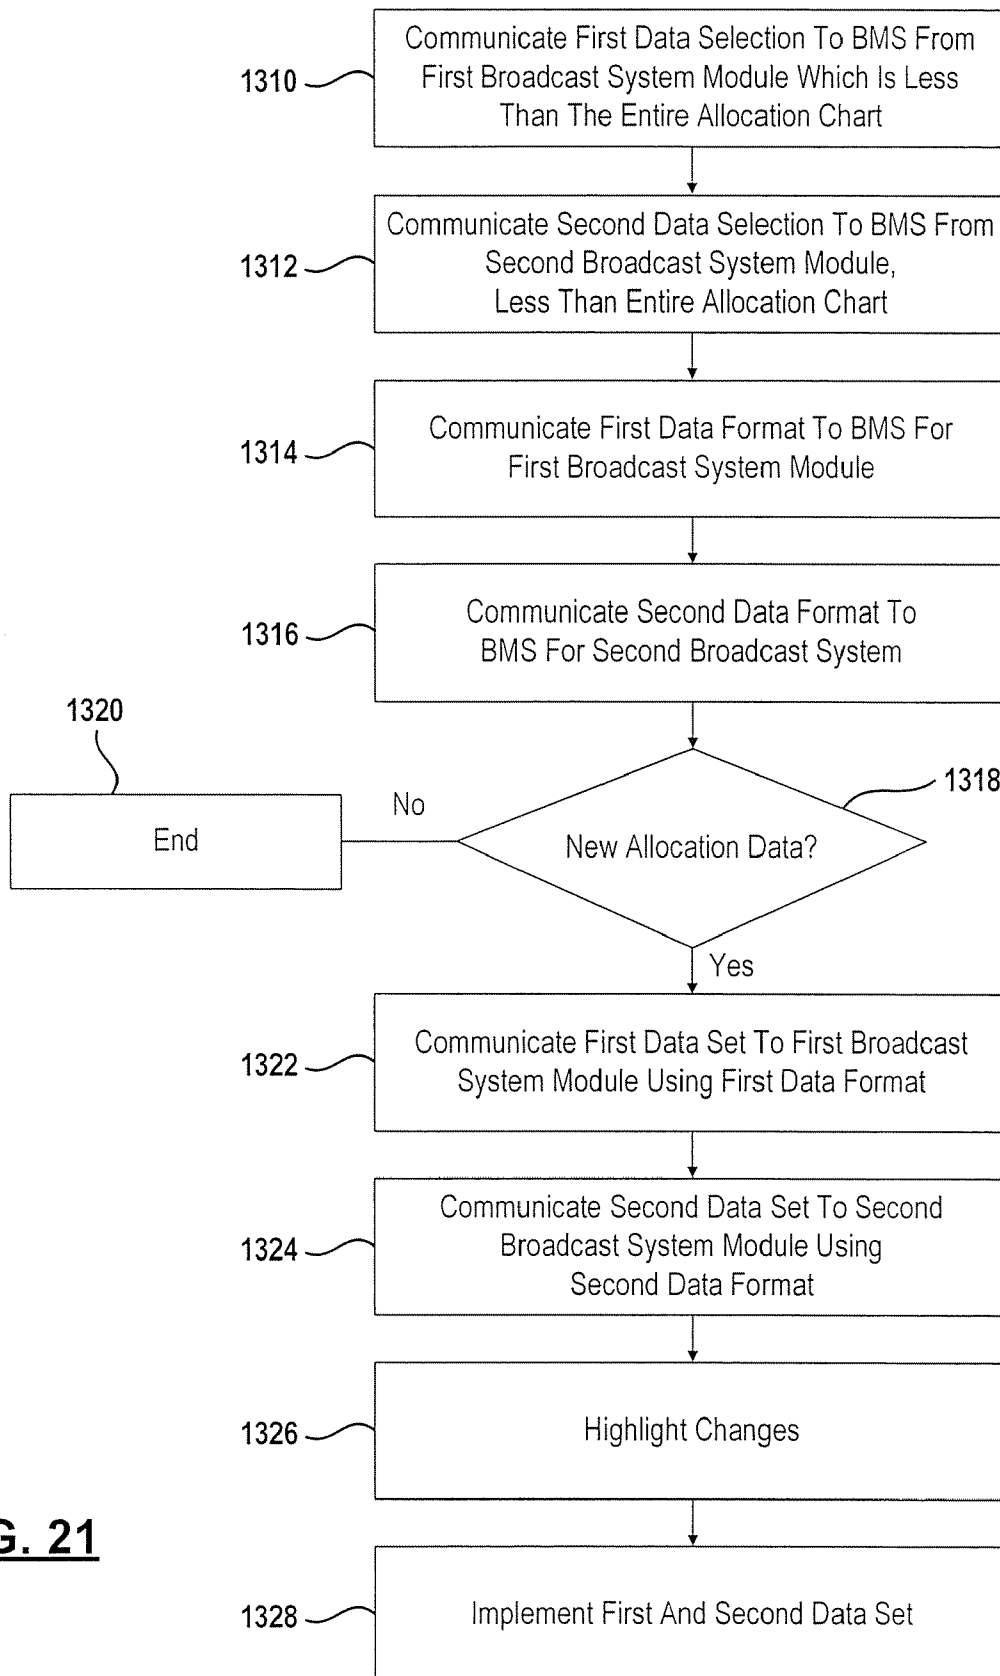 Communicate First Data Selection To BMS From
First Broadcast System Module Which Is Less
Than The Entire Allocation Chart
1310
Communicate Second Data Selection To BMS From
Second Broadcast System Module,
Less Than Entire Allocation Chart
1312
Communicate First Data Format To BMS For
First Broadcast System Module
1314
Communicate Second Data Format To
BMS For Second Broadcast System
1316
1320
End
No
1318
New Allocation Data?
Yes
Communicate First Data Set To First Broadcast
System Module Using First Data Format
1322
Communicate Second Data Set To Second
Broadcast System Module Using
Second Data Format
1324
Highlight Changes
1326
G. 21
Implement First And Second Data Set
1328